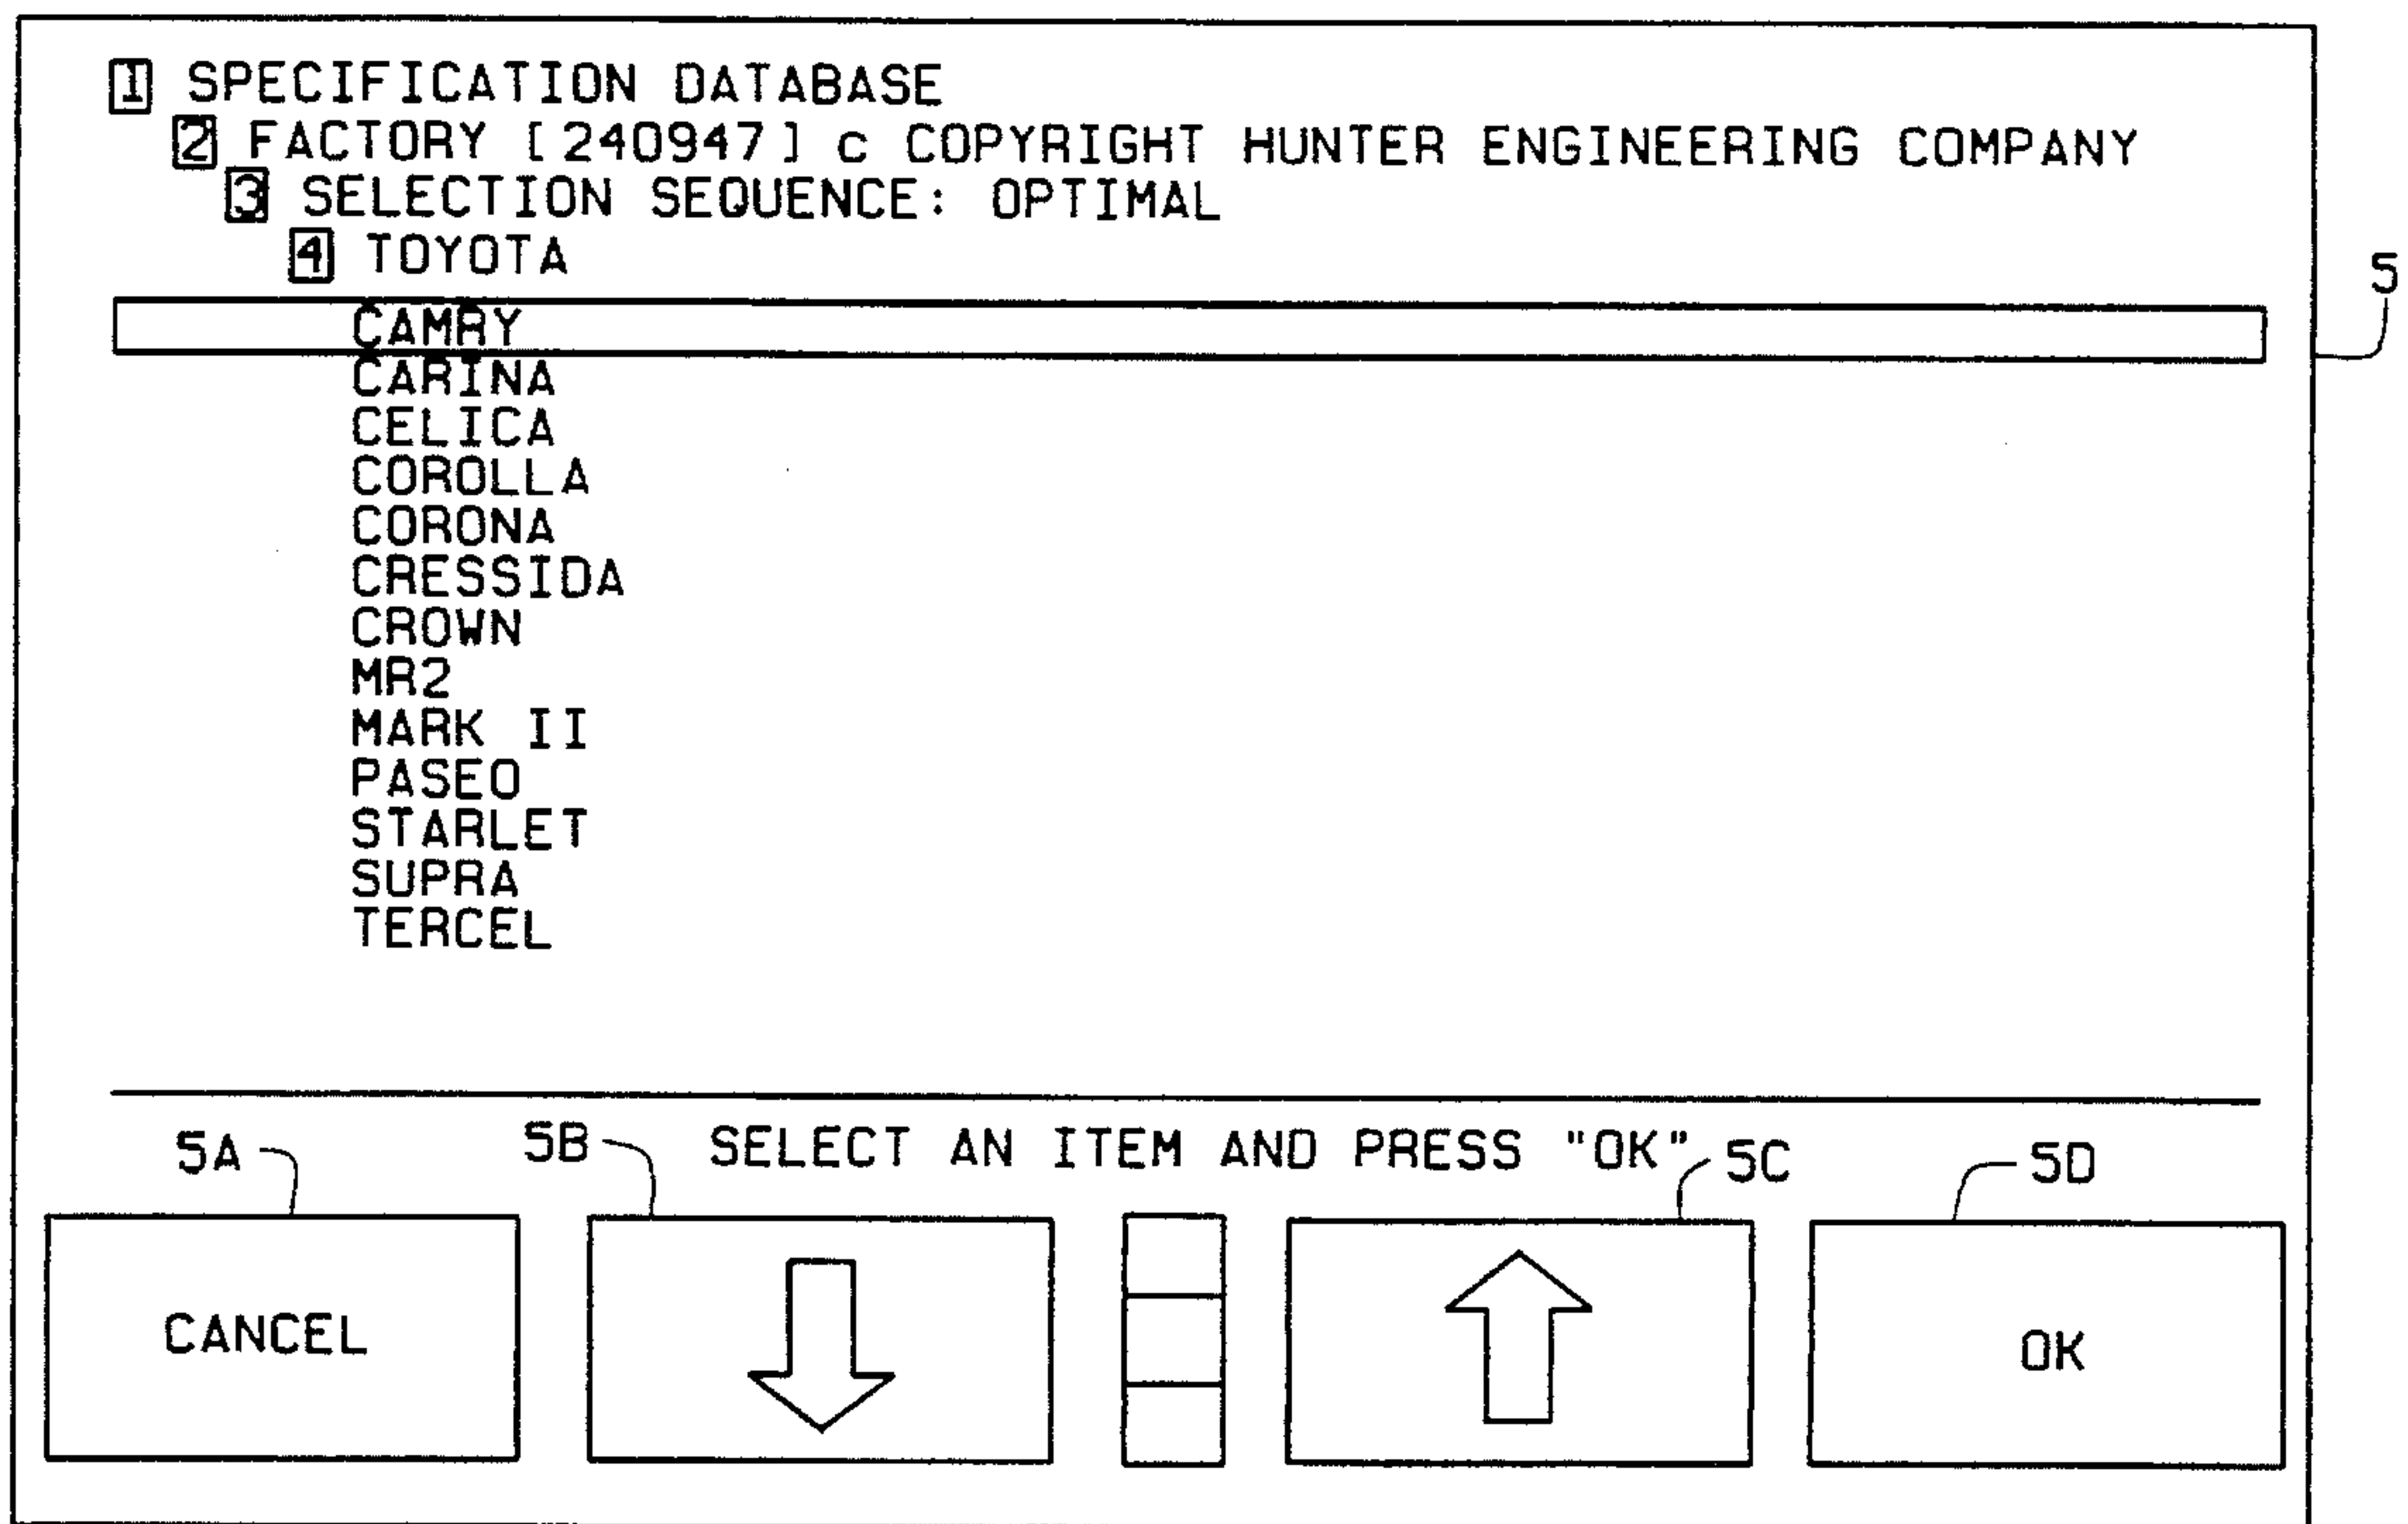 1 SPECIFICATION DATABASE
2 FACTORY [240947] c COPYRIGHT HUNTER ENGINEERING COMPANY
3 SELECTION SEQUENCE: OPTIMAL
4 TOYOTA
5
CAMRY
CARINA
CELICA
COROLLA
CORONA
CRESSIDA
CROWN
MR2
MARK II
PASEO
STARLET
SUPRA
TERCEL
5A 5B SELECT AN ITEM AND PRESS "OK" 5C 5D
CANCEL OK